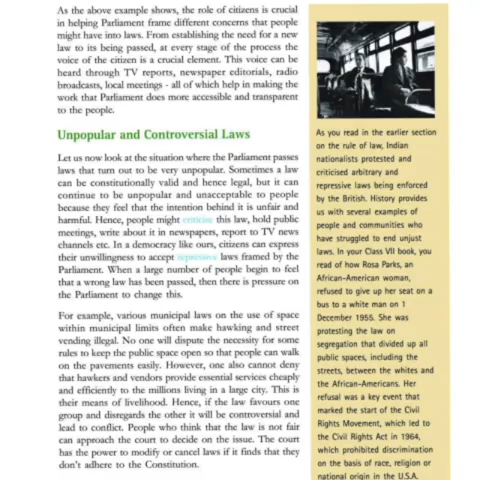 As the above example shows, the role of citizens is crucial
in helping Parliament frame different concerns that people
might have into laws. From establishing the need for a new
law to its being passed, at every stage of the process the
voice of the citizen is a crucial element. This voice can be
heard through TV reports, newspaper editorials, radio
broadcasts, local meetings - all of which help in making the
work that Parliament does more accessible and transparent
to the people.
Unpopular and Controversial Laws
Let us now look at the situation where the Parliament passes
laws that turn out to be very unpopular. Sometimes a law
can be constitutionally valid and hence legal, but it can
continue to be unpopular and unacceptable to people
because they feel that the intention behind it is unfair and
harmful. Hence, people might criticise this law, hold public
meetings, write about it in newspapers, report to TV news
channels etc. In a democracy like ours, citizens can express
their unwillingness to accept repressive laws framed by the
Parliament. When a large number of people begin to feel
that a wrong law has been passed, then there is pressure on
the Parliament to change this.
For example, various municipal laws on the use of space
within municipal limits often make hawking and street
vending illegal. No one will dispute the necessity for some
rules to keep the public space open so that people can walk
on the pavements easily. However, one also cannot deny
that hawkers and vendors provide essential services cheaply
and efficiently to the millions living in a large city. This is
their means of livelihood. Hence, if the law favours one
group and disregards the other it will be controversial and
lead to conflict. People who think that the law is not fair
can approach the court to decide on the issue. The court
has the power to modify or cancel laws if it finds that they
don't adhere to the Constitution.
As you read in the earlier section
on the rule of law, Indian
nationalists protested and
criticised arbitrary and
repressive laws being enforced
by the British. History provides
us with several examples of
people and communities who
have struggled to end unjust
laws. In your Class VII book, you
read of how Rosa Parks, an
African-American woman,
refused to give up her seat on a
bus to a white man on 1
December 1955. She was
protesting the law on
segregation that divided up all
public spaces, including the
streets, between the whites and
the African-Americans. Her
refusal was a key event that
marked the start of the Civil
Rights Movement, which led to
the Civil Rights Act in 1964,
which prohibited discrimination
on the basis of race, religion or
national origin in the U.S.A.